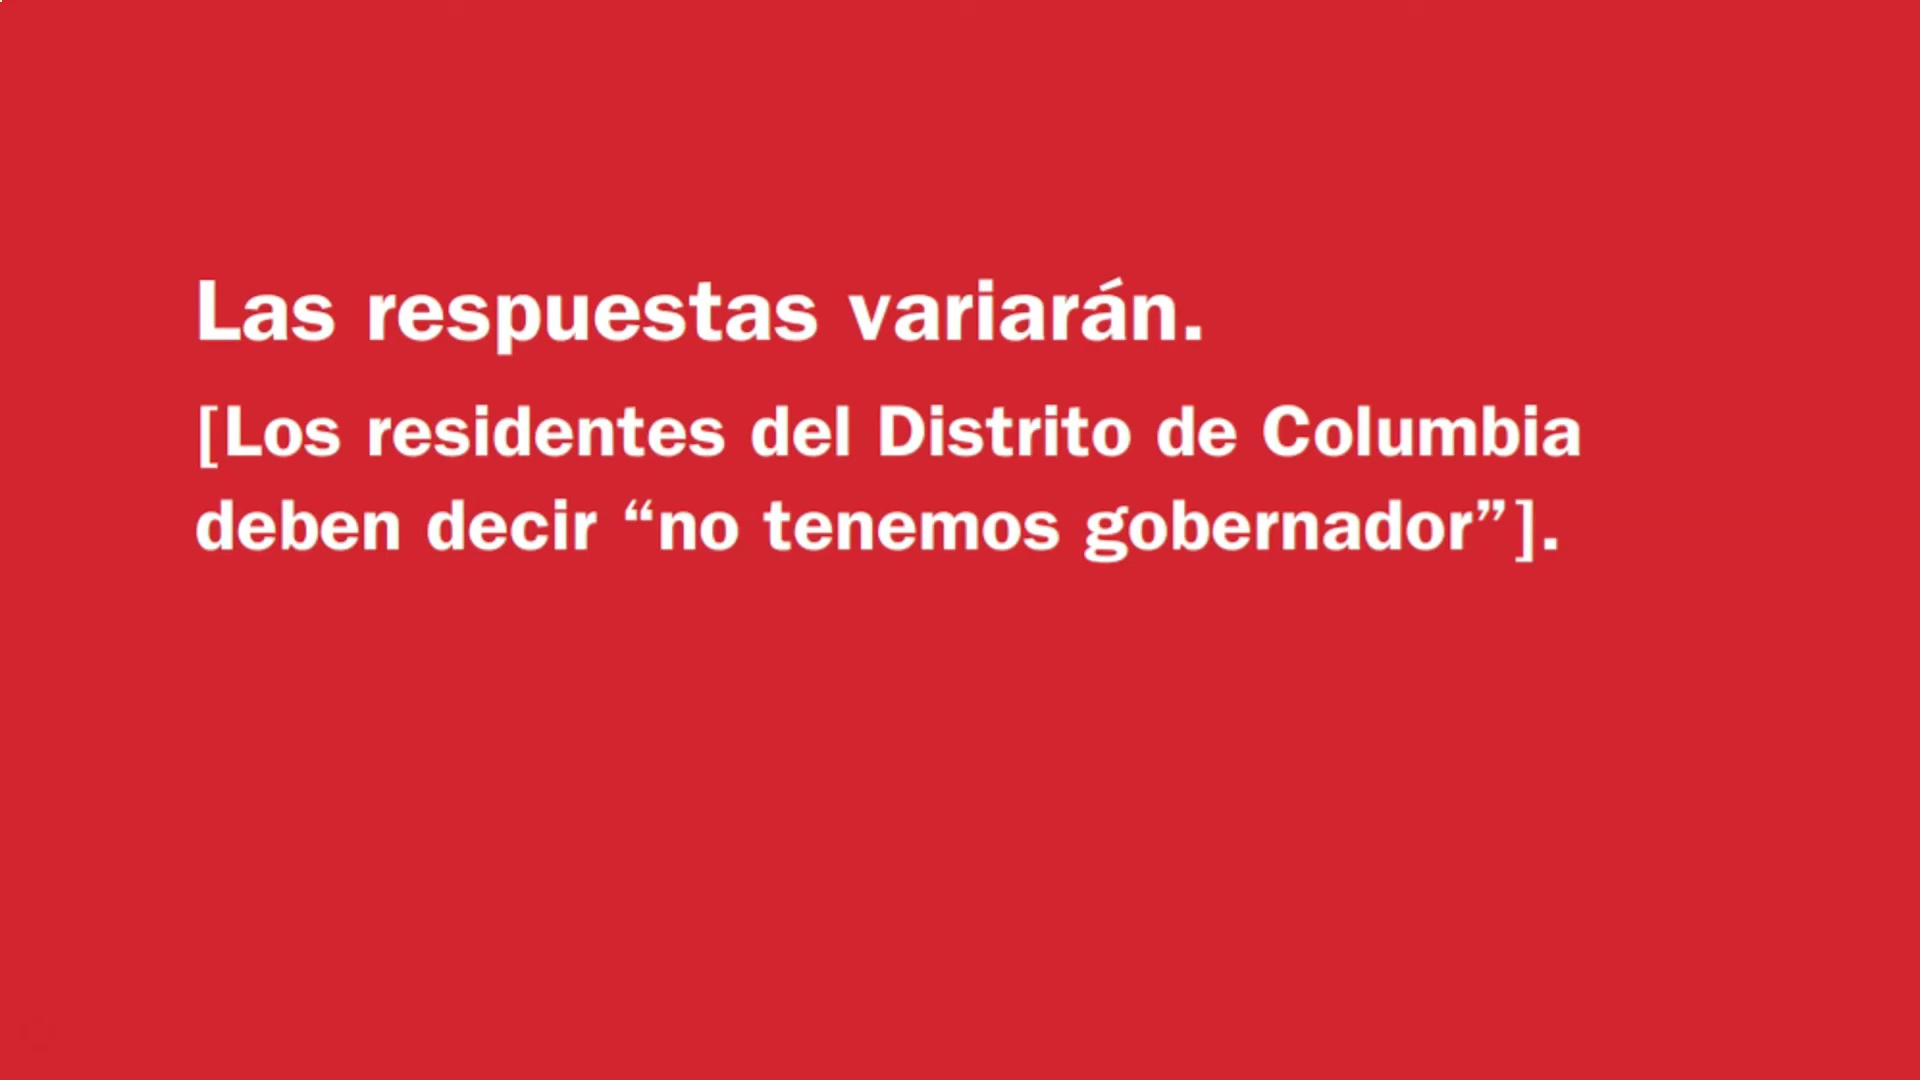 Las respuestas variarán.
[Los residentes del Distrito de Columbia
deben decir “no tenemos gobernador”].